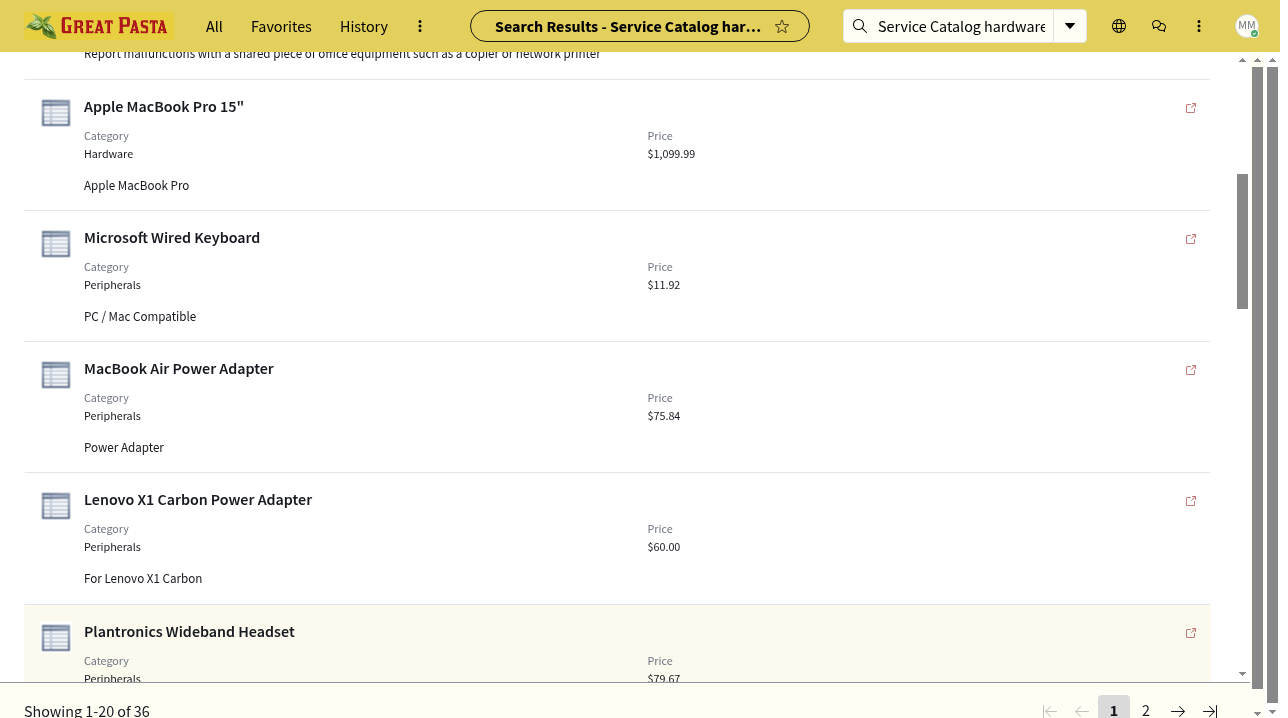 GREAT PASTA
All
Favorites
History
Search Results - Service Catalog har...
Service Catalog hardware
MM
Report malfunctions with a shared piece of office equipment such as a copier or network printer
Apple MacBook Pro 15"
Category
Price
Hardware
$1,099.99
Apple MacBook Pro
Microsoft Wired Keyboard
Category
Price
Peripherals
$11.92
PC / Mac Compatible
MacBook Air Power Adapter
Category
Price
Peripherals
$75.84
Power Adapter
Lenovo X1 Carbon Power Adapter
Category
Price
Peripherals
$60.00
For Lenovo X1 Carbon
Plantronics Wideband Headset
Category
Price
Peripherals
$79.67
Showing 1-20 of 36
1
2